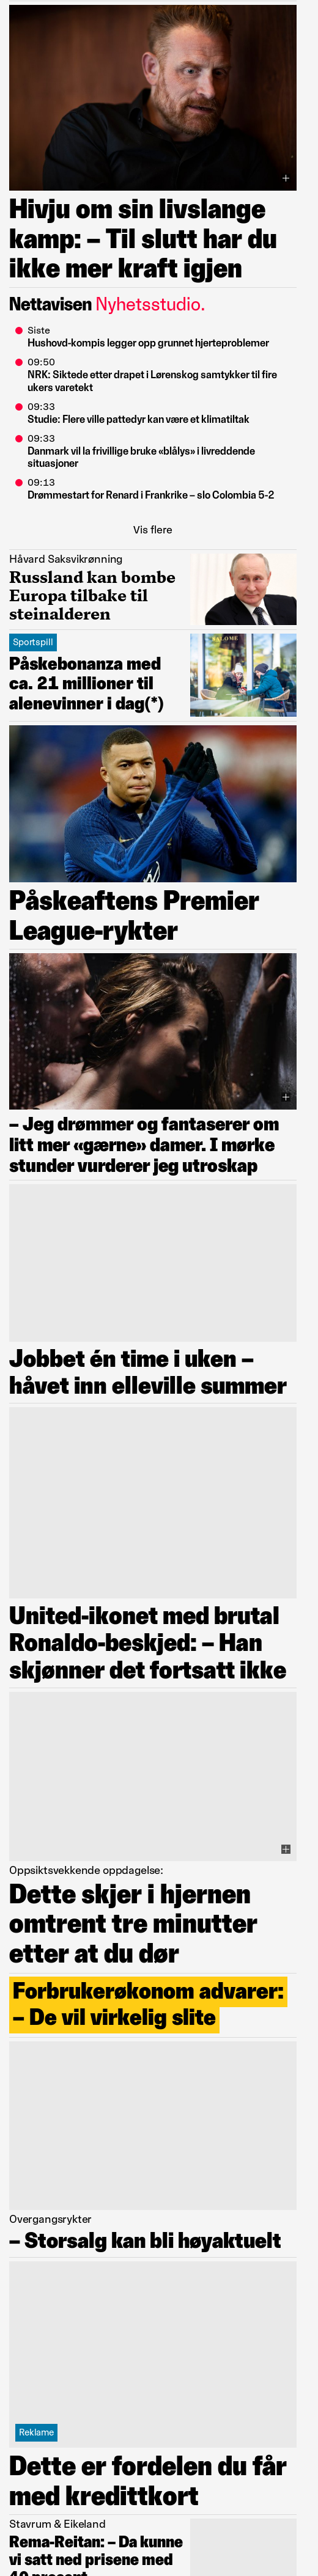 Hivju om sin livslange
kamp: – Til slutt har du
ikke mer kraft igjen
Nettavisen Nyhetsstudio.
Siste
Hushovd-kompis legger opp grunnet hjerteproblemer
09:50
NRK: Siktede etter drapet i Lørenskog samtykker til fire
ukers varetekt
09:33
Studie: Flere ville pattedyr kan være et klimatiltak
09:33
Danmark vil la frivillige bruke «blålys» i livreddende
situasjoner
09:13
Drømmestart for Renard i Frankrike – slo Colombia 5-2
Vis flere
Håvard Saksvikrønning
Russland kan bombe
Europa tilbake til
steinalderen
Sportspill
Påskebonanza med
ca. 21 millioner til
alenevinner i dag(*)
Påskeaftens Premier
League-rykter
– Jeg drømmer og fantaserer om
litt mer «gærne» damer. I mørke
stunder vurderer jeg utroskap
Jobbet én time i uken –
håvet inn elleville summer
United-ikonet med brutal
Ronaldo-beskjed: – Han
skjønner det fortsatt ikke
Oppsiktsvekkende oppdagelse:
Dette skjer i hjernen
omtrent tre minutter
etter at du dør
Forbrukerøkonom advarer:
– De vil virkelig slite
Overgangsrykter
– Storsalg kan bli høyaktuelt
Reklame
Dette er fordelen du får
med kredittkort
Stavrum & Eikeland
Rema-Reitan: – Da kunne
vi satt ned prisene med